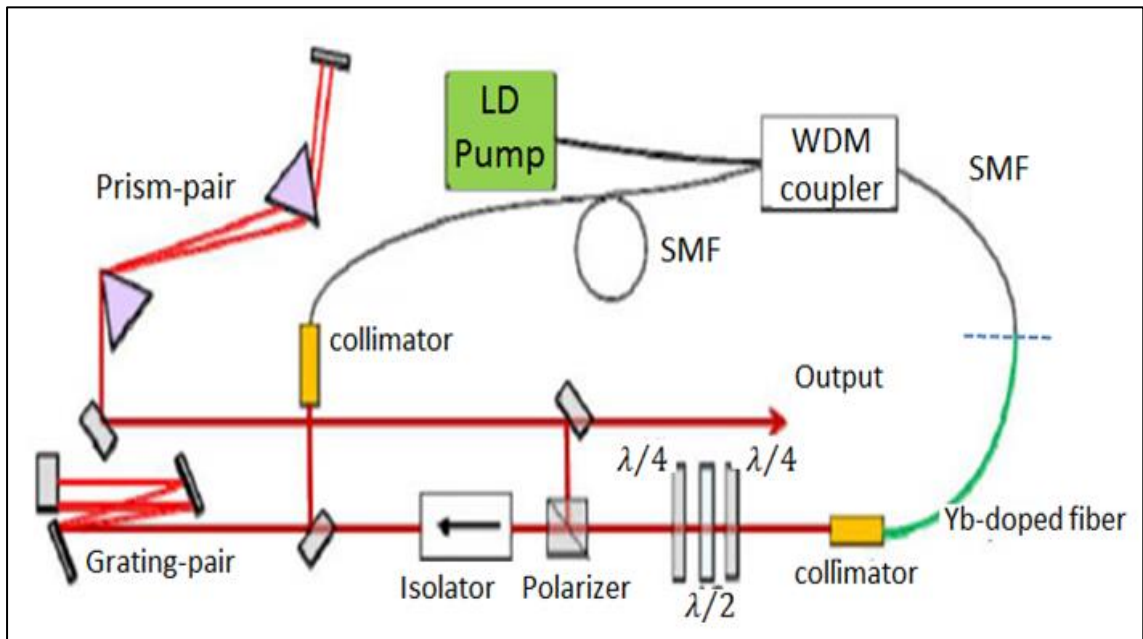 LD
Pump
WDM
coupler
SMF
Prism-pair
SMF
collimator
Output
λ/4
λ/4
Yb-doped fiber
Grating-pair
Isolator
Polarizer
λ/2
collimator